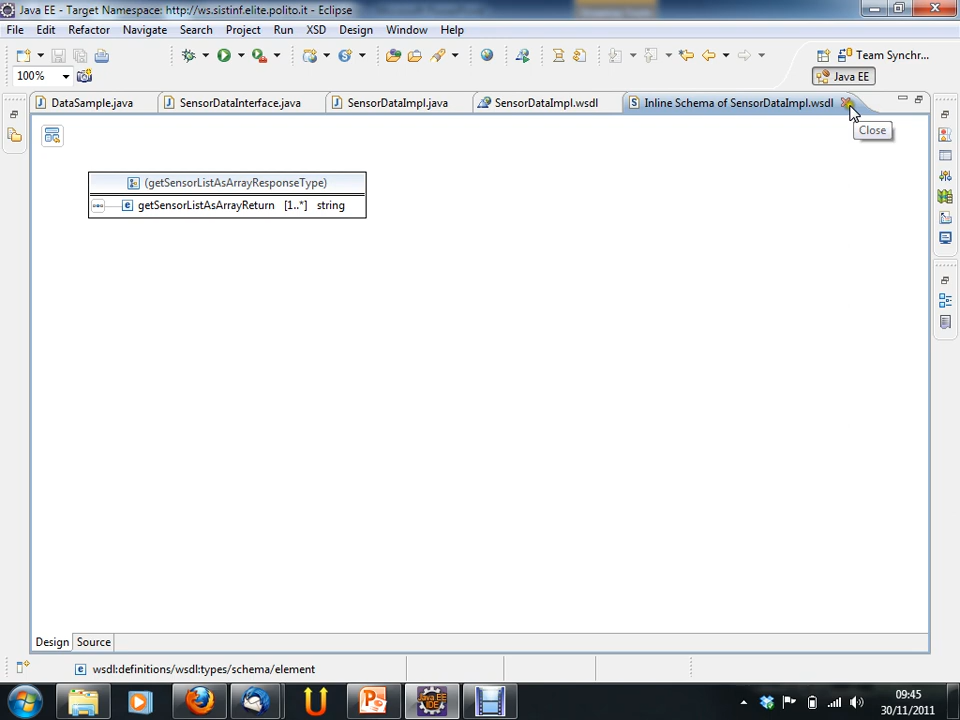 Java EE - Target Namespace: http://ws.sistinf.elite.polito.it - Eclipse
File Edit Refactor Navigate Search Project Run XSD Design Window Help
Team Synchr...
100%
Java EE
DataSample.java SensorDataInterface.java SensorDataImpl.java SensorDataImpl.wsdl Inline Schema of SensorDataImpl.wsdl
Close
(getSensorListAsArrayResponseType)
e getSensorListAsArrayReturn [1..*] string
Design Source
e wsdl:definitions/wsdl:types/schema/element
Java EE
IDE
09:45
30/11/2011